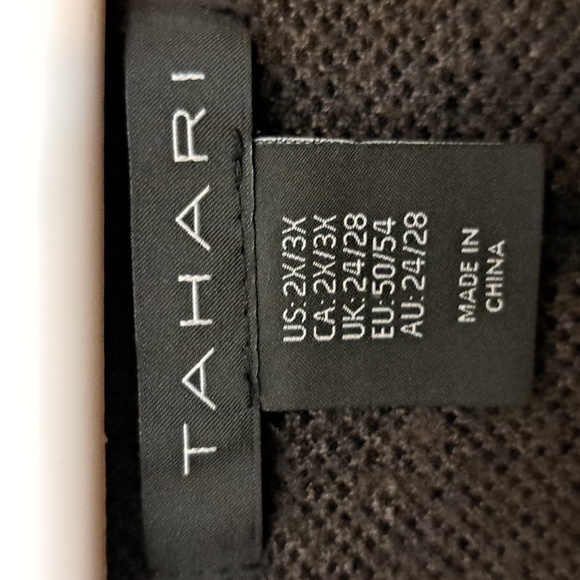 TAHARI
US: 2X/3X
CA: 2X/3X
UK: 24/28
EU: 50/54
AU: 24/28
MADE IN
CHINA